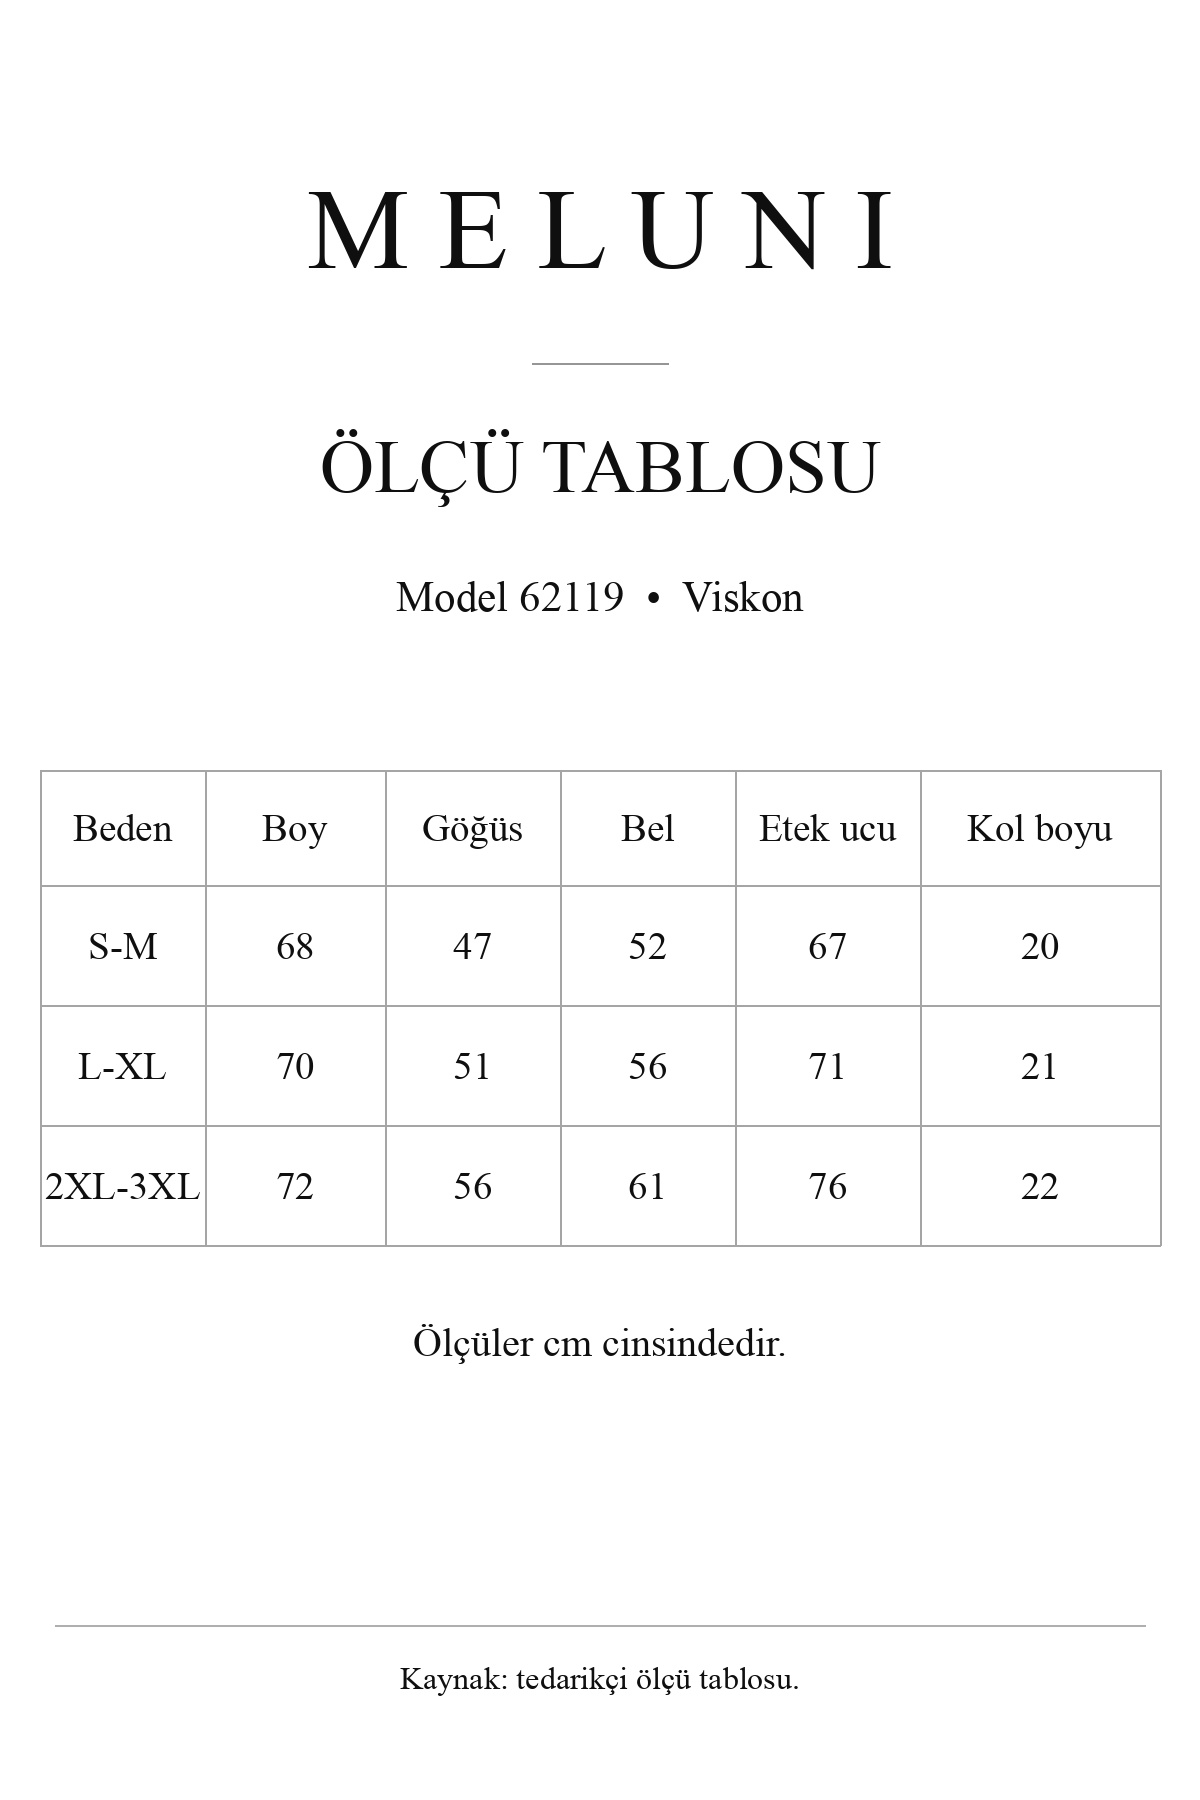 MELUNI
ÖLÇÜ TABLOSU
Model 62119 • Viskon
Beden Boy Göğüs Bel Etek ucu Kol boyu
S-M 68 47 52 67 20
L-XL 70 51 56 71 21
2XL-3XL 72 56 61 76 22
Ölçüler cm cinsindedir.
Kaynak: tedarikçi ölçü tablosu.